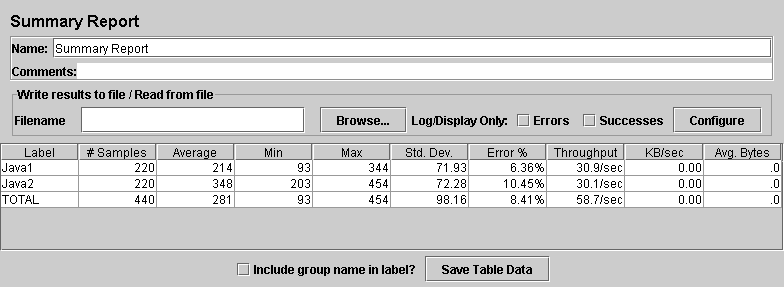 Summary Report
Name: Summary Report
Comments:
Write results to file / Read from file
Filename Browse... Log/Display Only: Errors Successes Configure
Label # Samples Average Min Max Std. Dev. Error % Throughput KB/sec Avg. Bytes
Java1 220 214 93 344 71.93 6.36% 30.9/sec 0.00 .0
Java2 220 348 203 454 72.28 10.45% 30.1/sec 0.00 .0
TOTAL 440 281 93 454 98.16 8.41% 58.7/sec 0.00 .0
Include group name in label? Save Table Data